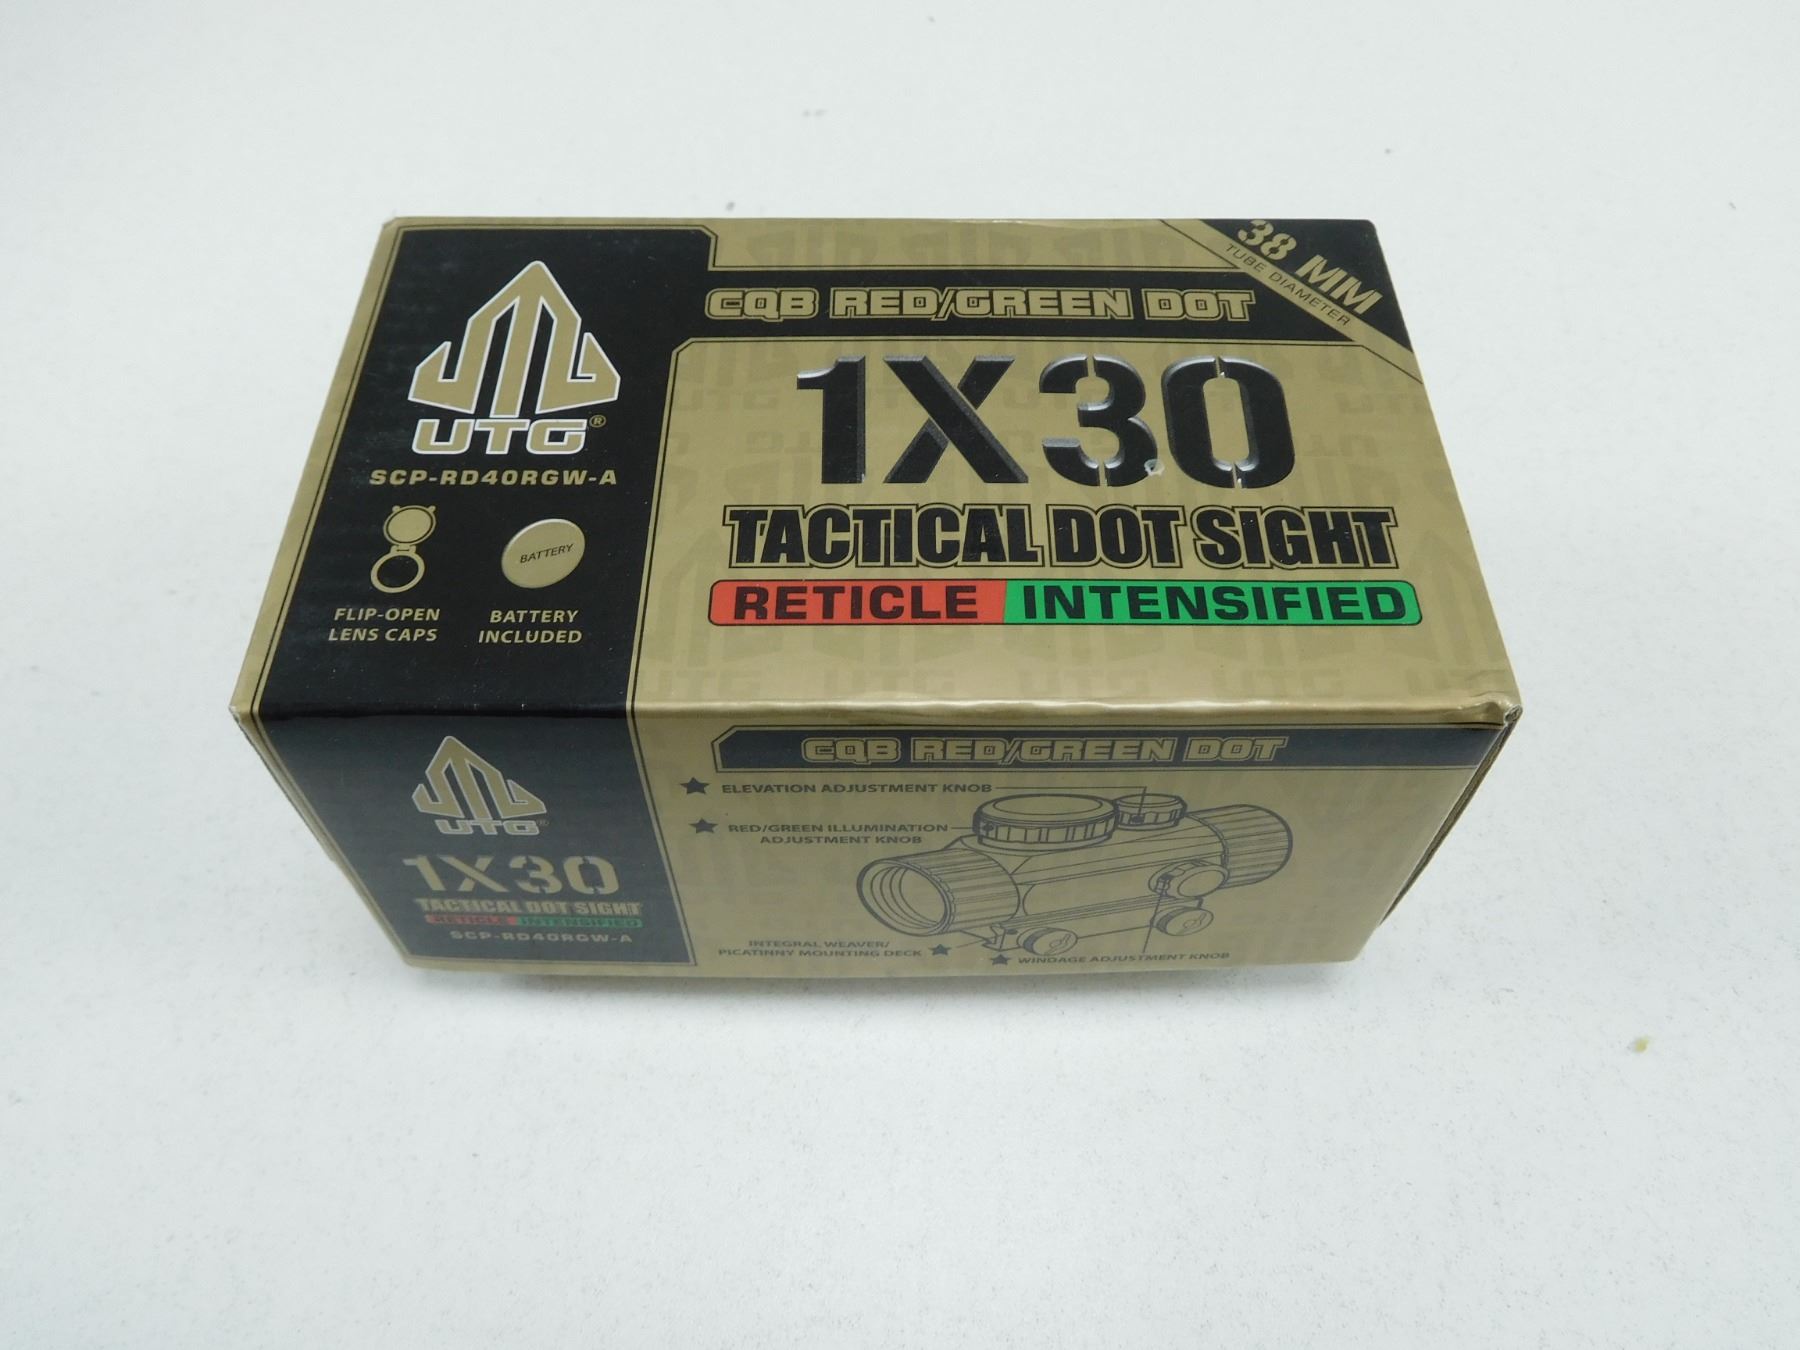 38 MM
TUBE DIAMETER
CQB RED/GREEN DOT
UTG®
SCP-RD40RGW-A
1X30
TACTICAL DOT SIGHT
RETICLE INTENSIFIED
BATTERY
FLIP-OPEN
LENS CAPS
BATTERY
INCLUDED
UTG®
1X30
TACTICAL DOT SIGHT
RETICLE INTENSIFIED
SCP-RD40RGW-A
CQB RED/GREEN DOT
ELEVATION ADJUSTMENT KNOB
RED/GREEN ILLUMINATION
ADJUSTMENT KNOB
INTEGRAL WEAVER/
PICATINNY MOUNTING DECK
WINDAGE ADJUSTMENT KNOB